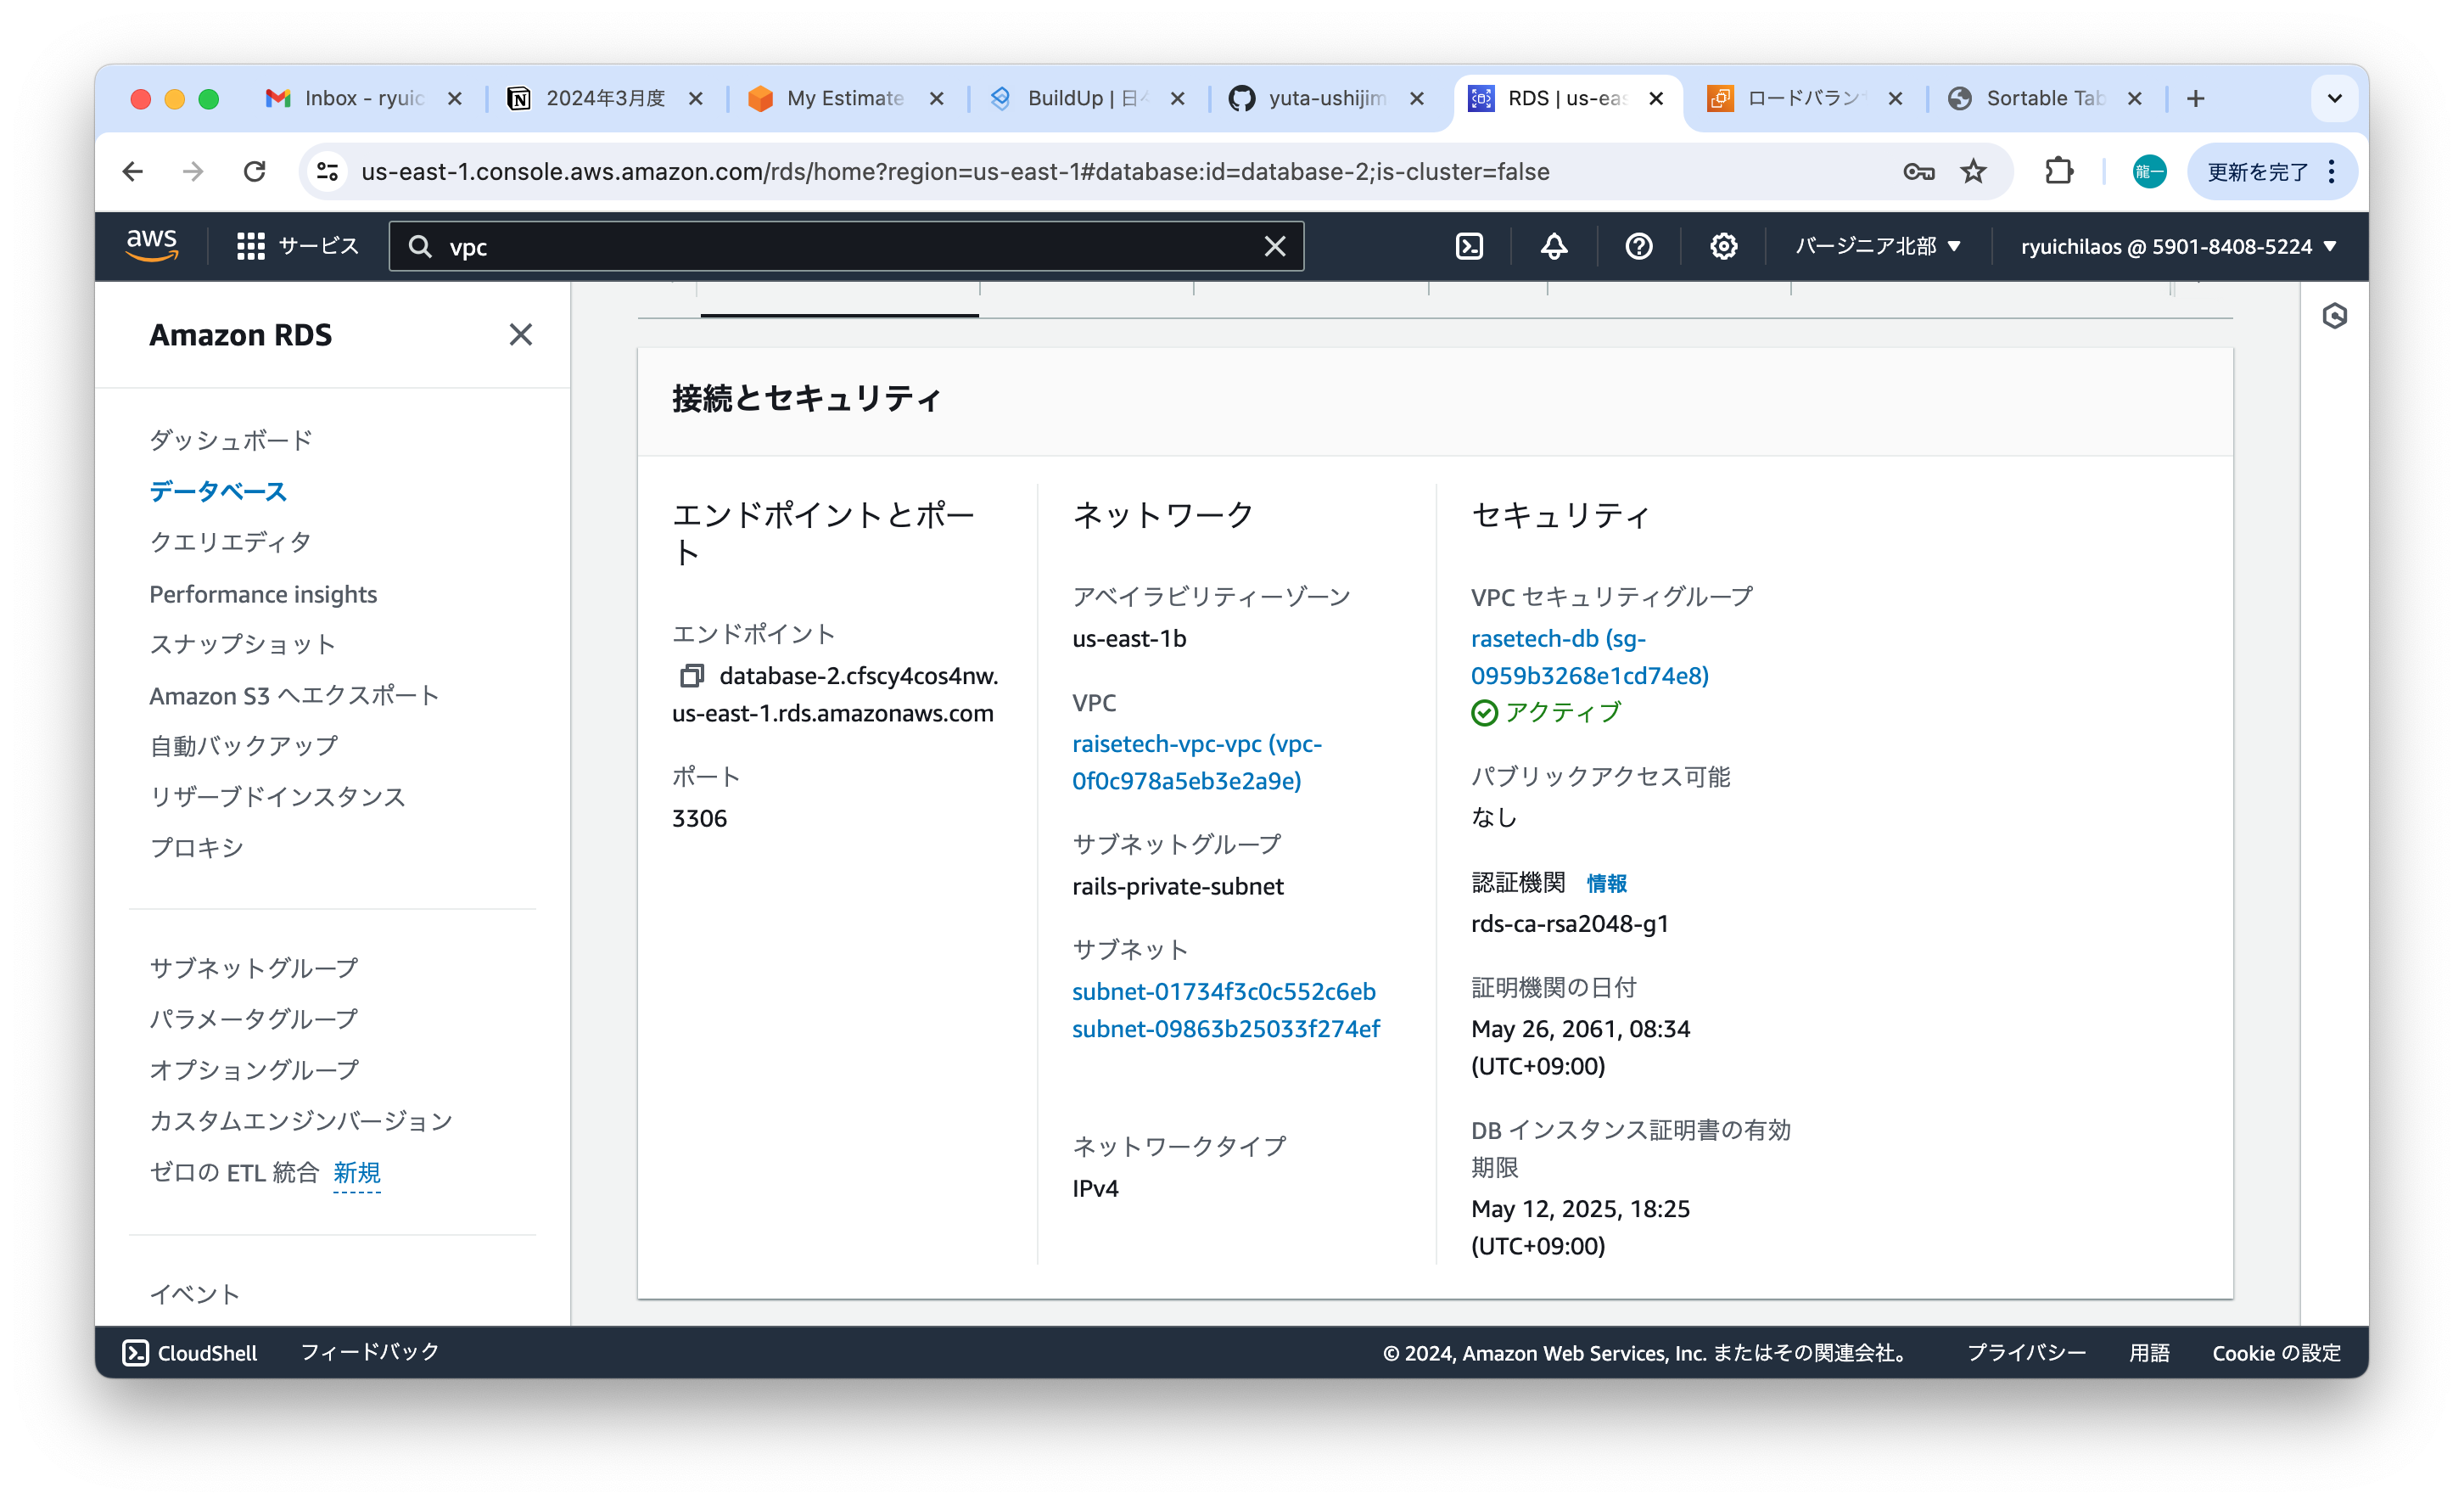 Inbox - ryuic
2024年3月度
My Estimate
BuildUp | 日々
yuta-ushijim
RDS | us-eas
ロードバラン
Sortable Tab
us-east-1.console.aws.amazon.com/rds/home?region=us-east-1#database:id=database-2;is-cluster=false
龍一
更新を完了
aws
サービス
vpc
バージニア北部
ryuichilaos @ 5901-8408-5224
Amazon RDS
ダッシュボード
データベース
クエリエディタ
Performance insights
スナップショット
Amazon S3 へエクスポート
自動バックアップ
リザーブドインスタンス
プロキシ
サブネットグループ
パラメータグループ
オプショングループ
カスタムエンジンバージョン
ゼロの ETL 統合 新規
イベント
接続とセキュリティ
エンドポイントとポー
ト
エンドポイント
database-2.cfscy4cos4nw.
us-east-1.rds.amazonaws.com
ポート
3306
ネットワーク
アベイラビリティーゾーン
us-east-1b
VPC
raisetech-vpc-vpc (vpc-
0f0c978a5eb3e2a9e)
サブネットグループ
rails-private-subnet
サブネット
subnet-01734f3c0c552c6eb
subnet-09863b25033f274ef
ネットワークタイプ
IPv4
セキュリティ
VPC セキュリティグループ
rasetech-db (sg-
0959b3268e1cd74e8)
アクティブ
パブリックアクセス可能
なし
認証機関 情報
rds-ca-rsa2048-g1
証明機関の日付
May 26, 2061, 08:34
(UTC+09:00)
DB インスタンス証明書の有効
期限
May 12, 2025, 18:25
(UTC+09:00)
CloudShell
フィードバック
© 2024, Amazon Web Services, Inc. またはその関連会社。
プライバシー
用語
Cookie の設定